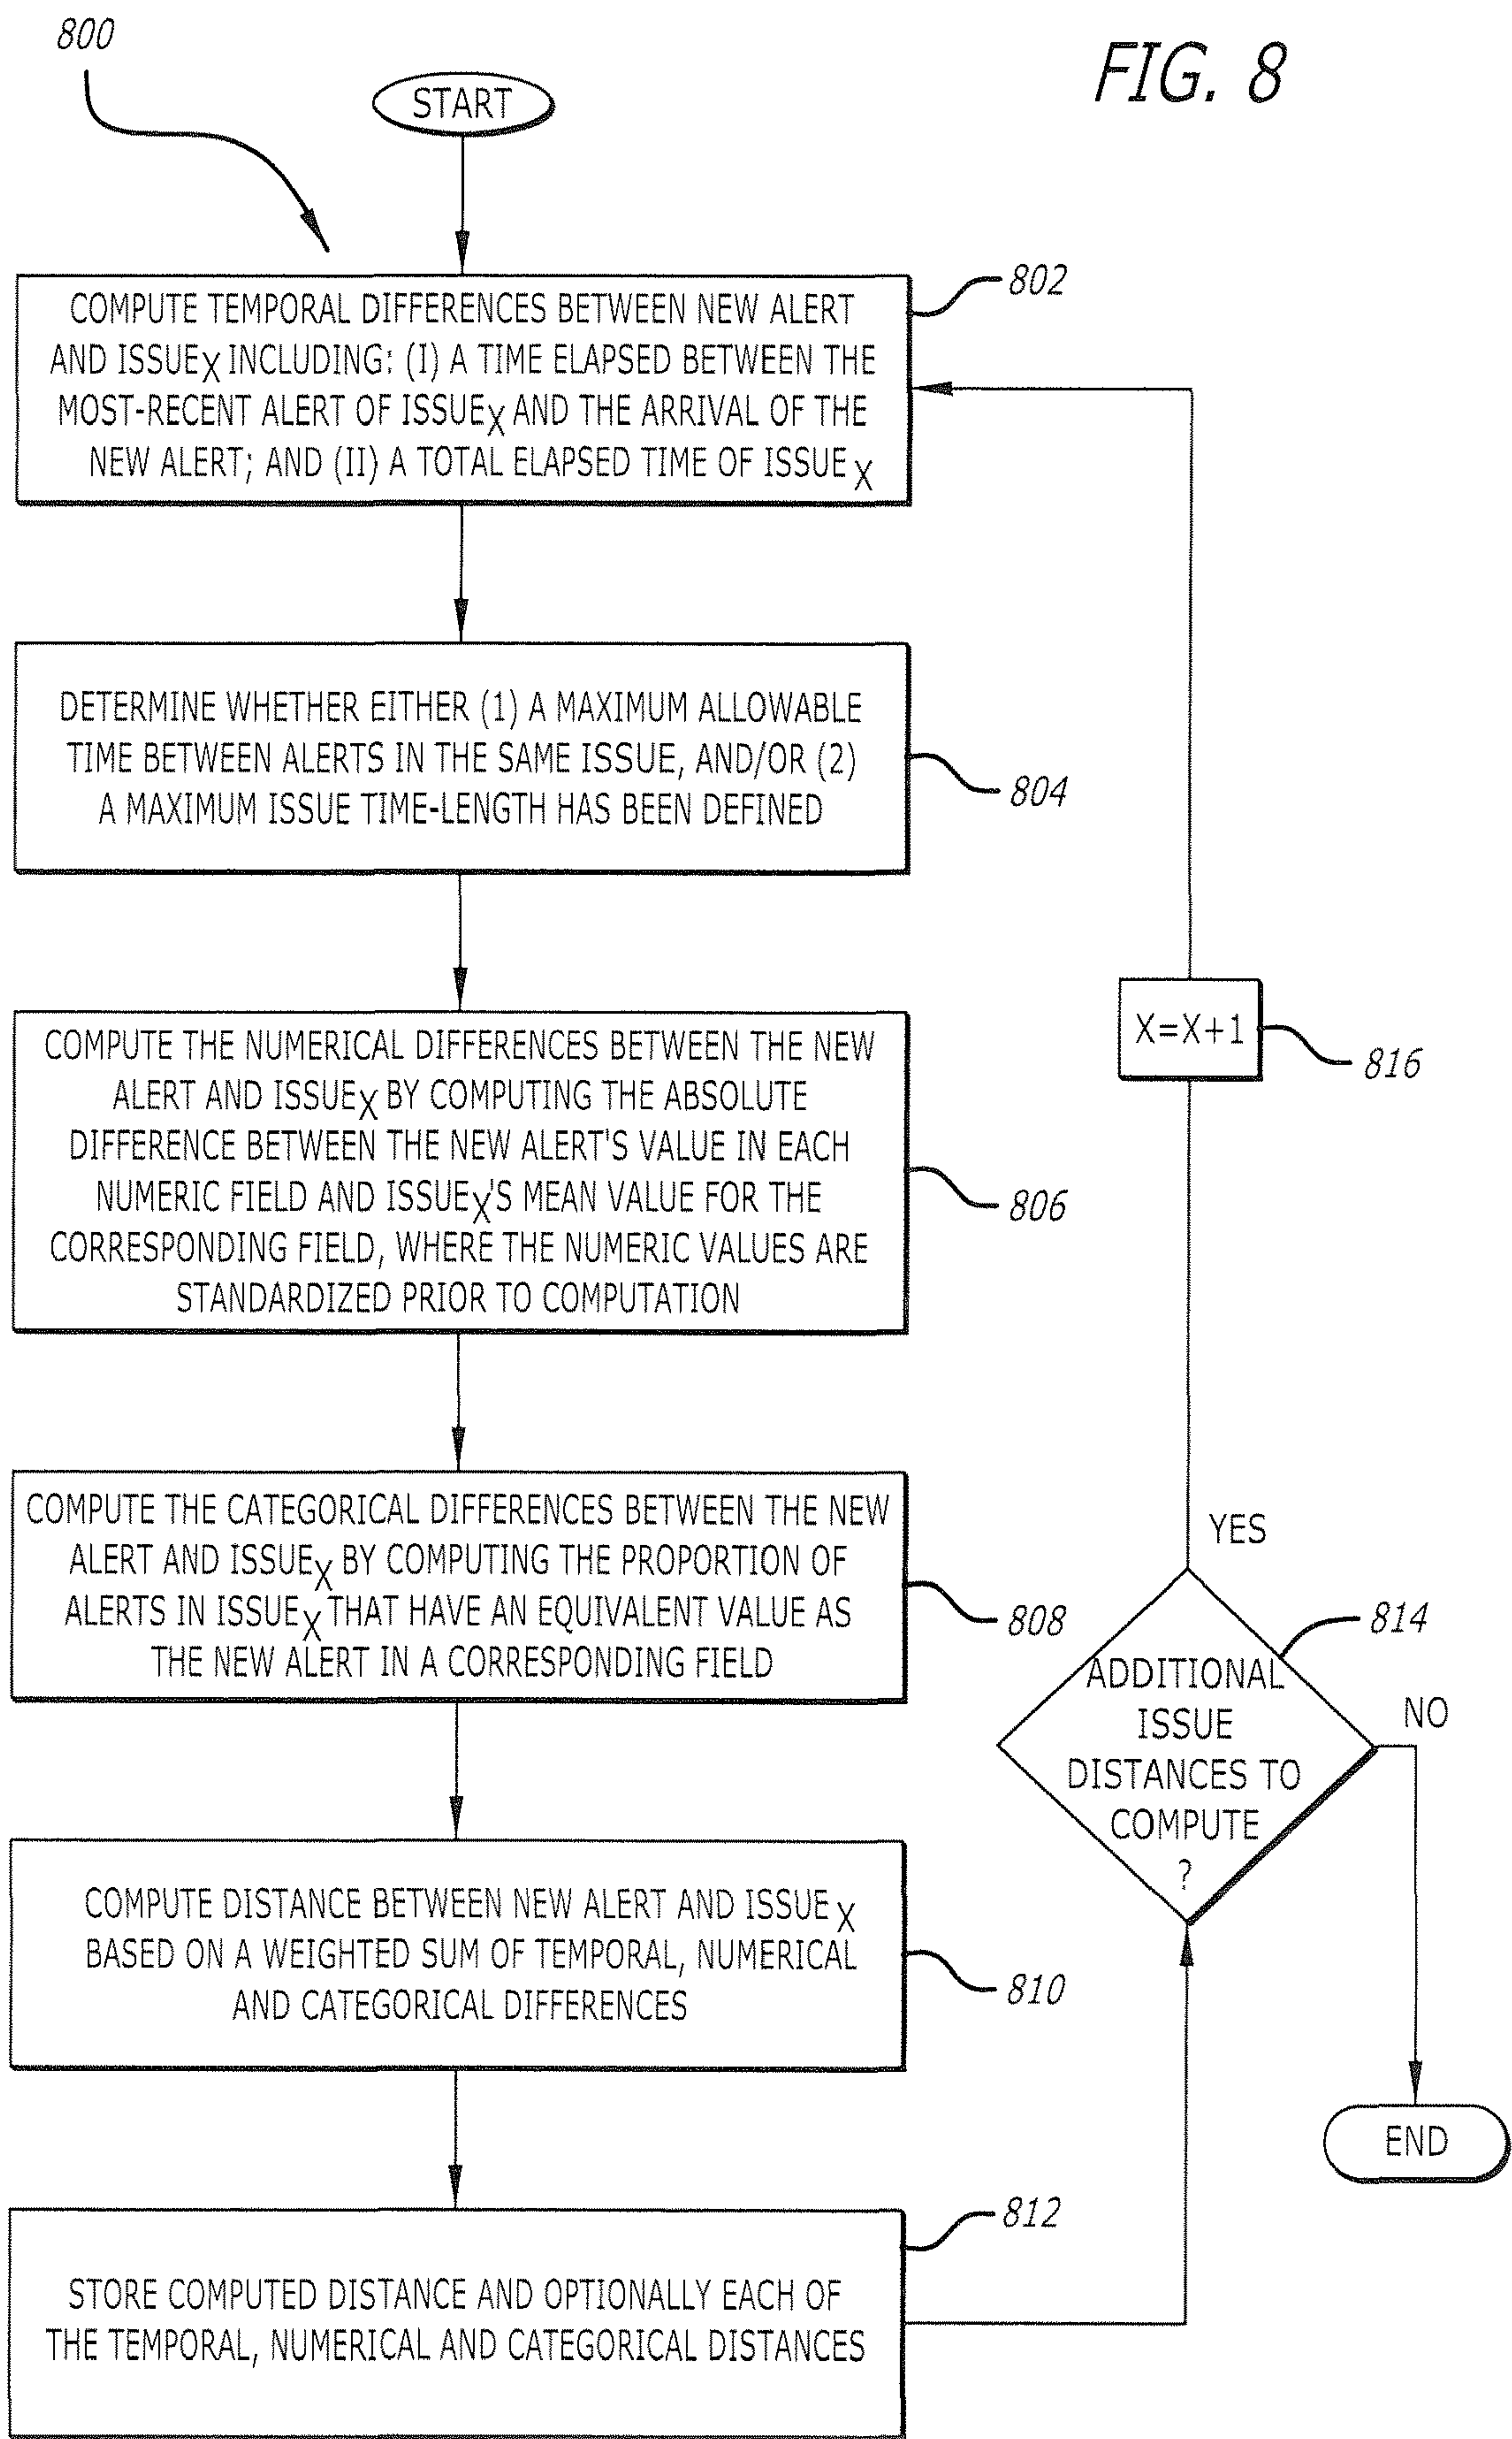 800
FIG. 8
START
802
COMPUTE TEMPORAL DIFFERENCES BETWEEN NEW ALERT
AND ISSUEX INCLUDING: (I) A TIME ELAPSED BETWEEN THE
MOST-RECENT ALERT OF ISSUEX AND THE ARRIVAL OF THE
NEW ALERT; AND (II) A TOTAL ELAPSED TIME OF ISSUE X
DETERMINE WHETHER EITHER (1) A MAXIMUM ALLOWABLE
TIME BETWEEN ALERTS IN THE SAME ISSUE, AND/OR (2)
A MAXIMUM ISSUE TIME-LENGTH HAS BEEN DEFINED
804
COMPUTE THE NUMERICAL DIFFERENCES BETWEEN THE NEW
ALERT AND ISSUEX BY COMPUTING THE ABSOLUTE
DIFFERENCE BETWEEN THE NEW ALERT'S VALUE IN EACH
NUMERIC FIELD AND ISSUEX'S MEAN VALUE FOR THE
CORRESPONDING FIELD, WHERE THE NUMERIC VALUES ARE
STANDARDIZED PRIOR TO COMPUTATION
806
X=X+1
816
COMPUTE THE CATEGORICAL DIFFERENCES BETWEEN THE NEW
ALERT AND ISSUEX BY COMPUTING THE PROPORTION OF
ALERTS IN ISSUEX THAT HAVE AN EQUIVALENT VALUE AS
THE NEW ALERT IN A CORRESPONDING FIELD
808
YES
814
ADDITIONAL
ISSUE
DISTANCES TO
COMPUTE
?
NO
COMPUTE DISTANCE BETWEEN NEW ALERT AND ISSUE X
BASED ON A WEIGHTED SUM OF TEMPORAL, NUMERICAL
AND CATEGORICAL DIFFERENCES
810
END
812
STORE COMPUTED DISTANCE AND OPTIONALLY EACH OF
THE TEMPORAL, NUMERICAL AND CATEGORICAL DISTANCES